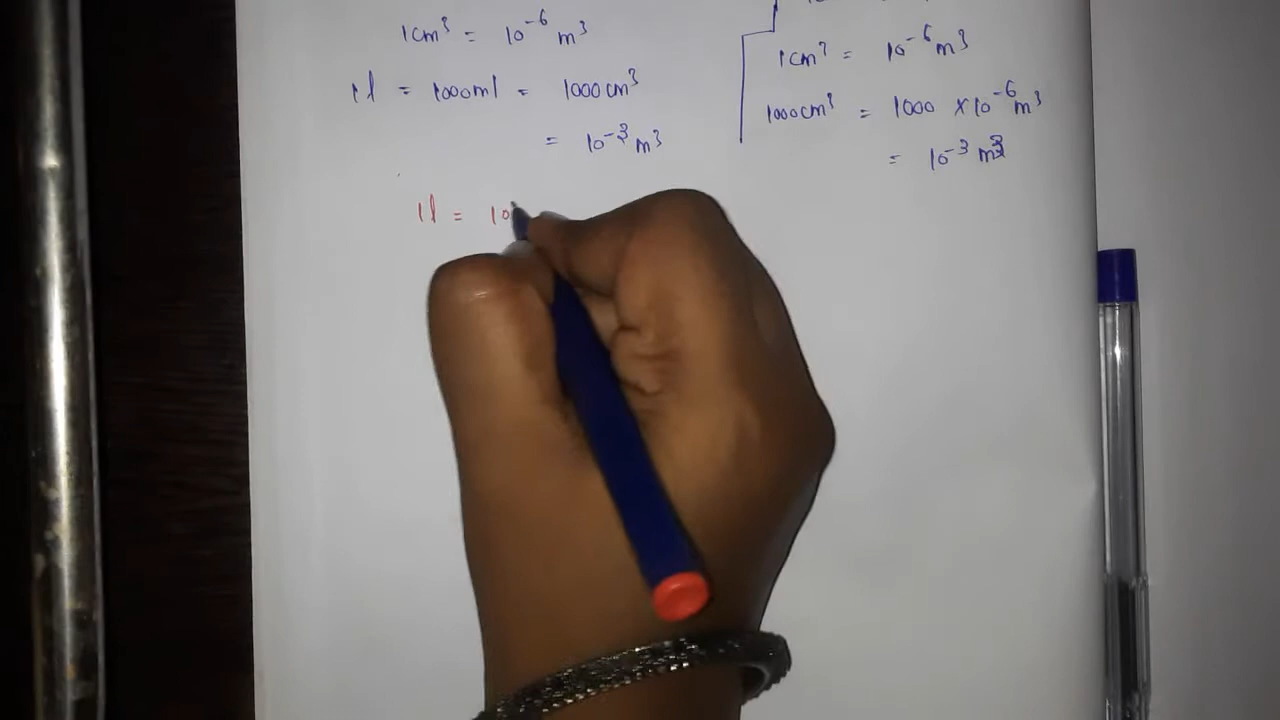 1cm³ = 10⁻⁶ m³
1l = 1000ml = 1000cm³
= 10⁻³ m³
1l = 10
1cm³ = 10⁻⁶ m³
1000cm³ = 1000 × 10⁻⁶ m³
= 10⁻³ m³